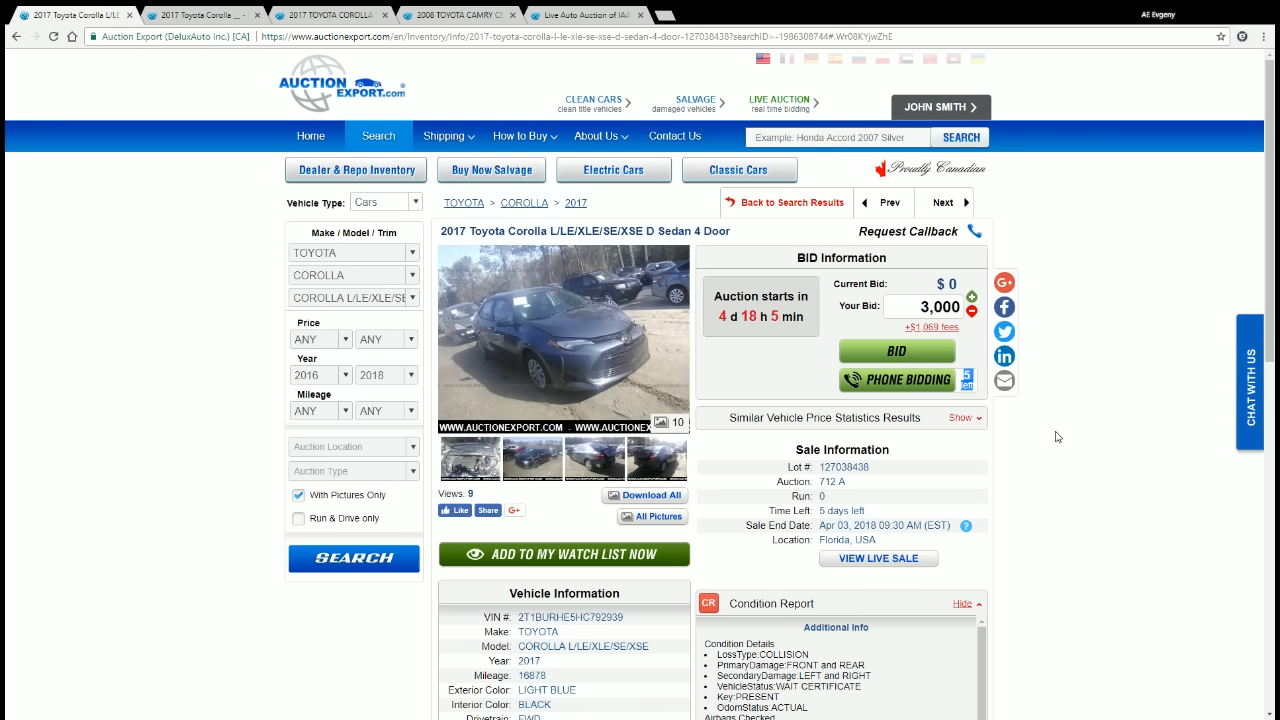 2017 Toyota Corolla L/L
2017 Toyota Corolla __ -
2017 TOYOTA COROLLA
2008 TOYOTA CAMRY CE
Live Auto Auction of IAA
AE Evgeny
Auction Export (DeluxAuto Inc.) [CA]
https://www.auctionexport.com/en/Inventory/Info/2017-toyota-corolla-l-le-xle-se-xse-d-sedan-4-door-127038438?searchID=-1986308744#.Wr08KYjwZhE
AUCTION EXPORT.com
CLEAN CARS
clean title vehicles
SALVAGE
damaged vehicles
LIVE AUCTION
real time bidding
JOHN SMITH
Home Search Shipping How to Buy About Us Contact Us
Example: Honda Accord 2007 Silver
SEARCH
Dealer & Repo Inventory
Buy Now Salvage
Electric Cars
Classic Cars
Proudly Canadian
Vehicle Type: Cars
TOYOTA > COROLLA > 2017
Back to Search Results
Prev
Next
Make / Model / Trim
TOYOTA
COROLLA
COROLLA L/LE/XLE/SE
Price
ANY ANY
Year
2016 2018
Mileage
ANY ANY
Auction Location
Auction Type
With Pictures Only
Run & Drive only
SEARCH
2017 Toyota Corolla L/LE/XLE/SE/XSE D Sedan 4 Door
Request Callback
WWW.AUCTIONEXPORT.COM - WWW.AUCTIONEX
10
Views: 9
Like Share G+
Download All
All Pictures
ADD TO MY WATCH LIST NOW
Vehicle Information
VIN #: 2T1BURHE5HC792939
Make: TOYOTA
Model: COROLLA L/LE/XLE/SE/XSE
Year: 2017
Mileage: 16878
Exterior Color: LIGHT BLUE
Interior Color: BLACK
Drivetrain: FWD
BID Information
Auction starts in
4 d 18 h 5 min
Current Bid: $ 0
Your Bid: 3,000
+$1,069 fees
BID
PHONE BIDDING
5
left
Similar Vehicle Price Statistics Results
Show
Sale Information
Lot #: 127038438
Auction: 712 A
Run: 0
Time Left: 5 days left
Sale End Date: Apr 03, 2018 09:30 AM (EST) ?
Location: Florida, USA
VIEW LIVE SALE
CR Condition Report
Hide
Additional Info
Condition Details
LossType:COLLISION
PrimaryDamage:FRONT and REAR
SecondaryDamage:LEFT and RIGHT
VehicleStatus:WAIT CERTIFICATE
Key:PRESENT
OdomStatus:ACTUAL
Airbags Checked
G+
CHAT WITH US